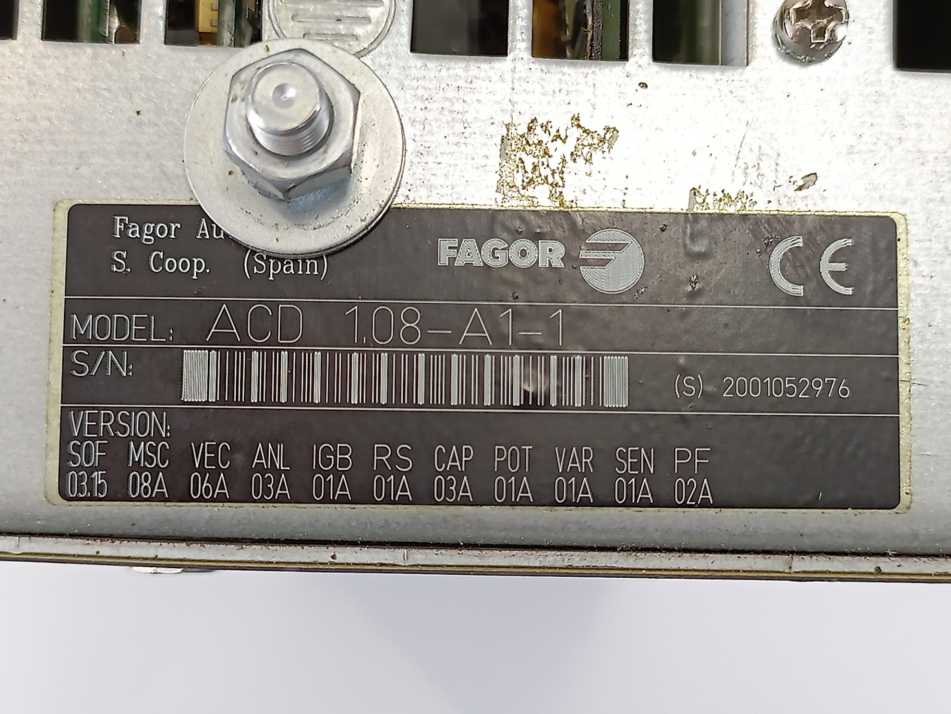 Fagor
S. Coop. (Spain)
FAGOR
CE
MODEL: ACD 1.08-A1-1
S/N:
(S) 2001052976
VERSION:
SOF MSC VEC ANL IGB RS CAP POT VAR SEN PF
03.15 08A 06A 03A 01A 01A 03A 01A 01A 01A 02A